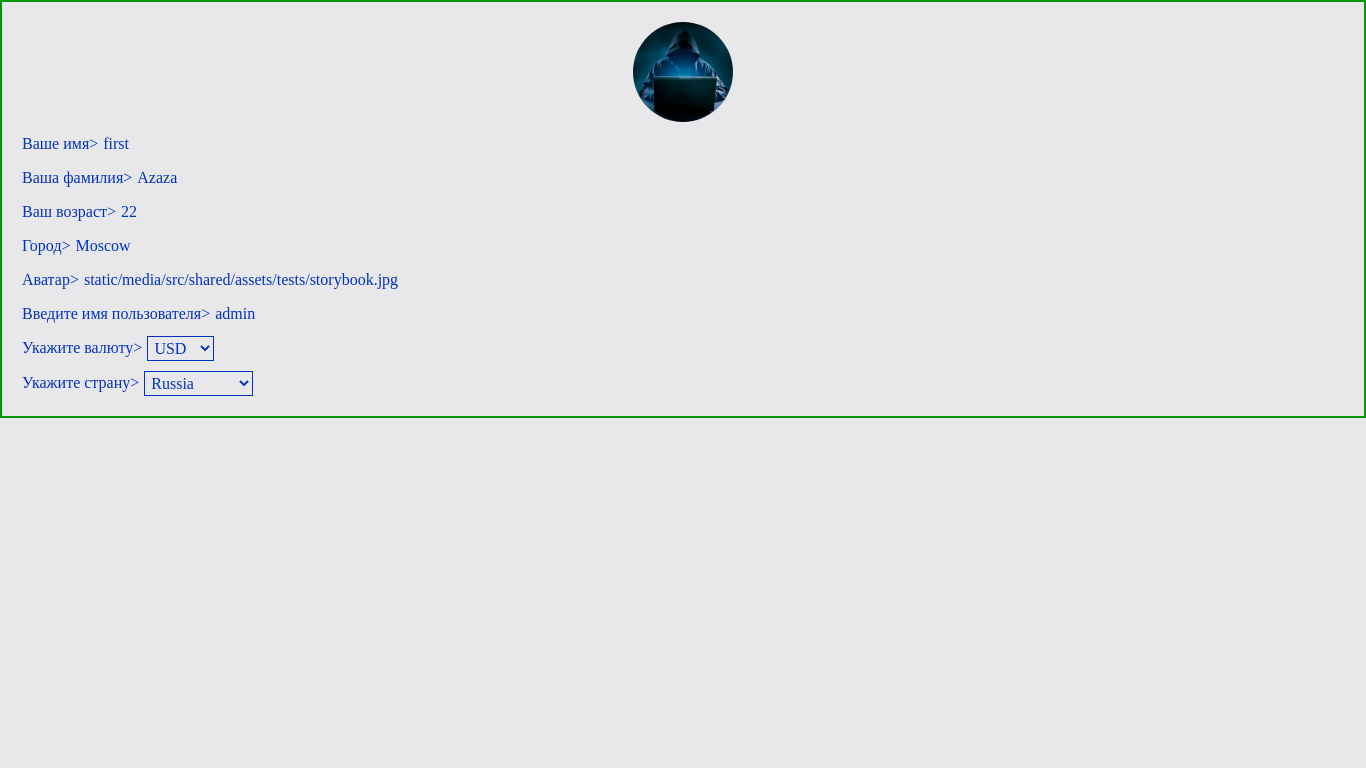 Ваше имя> first
Ваша фамилия> Azaza
Ваш возраст> 22
Город> Moscow
Аватар> static/media/src/shared/assets/tests/storybook.jpg
Введите имя пользователя> admin
Укажите валюту> USD
Укажите страну> Russia